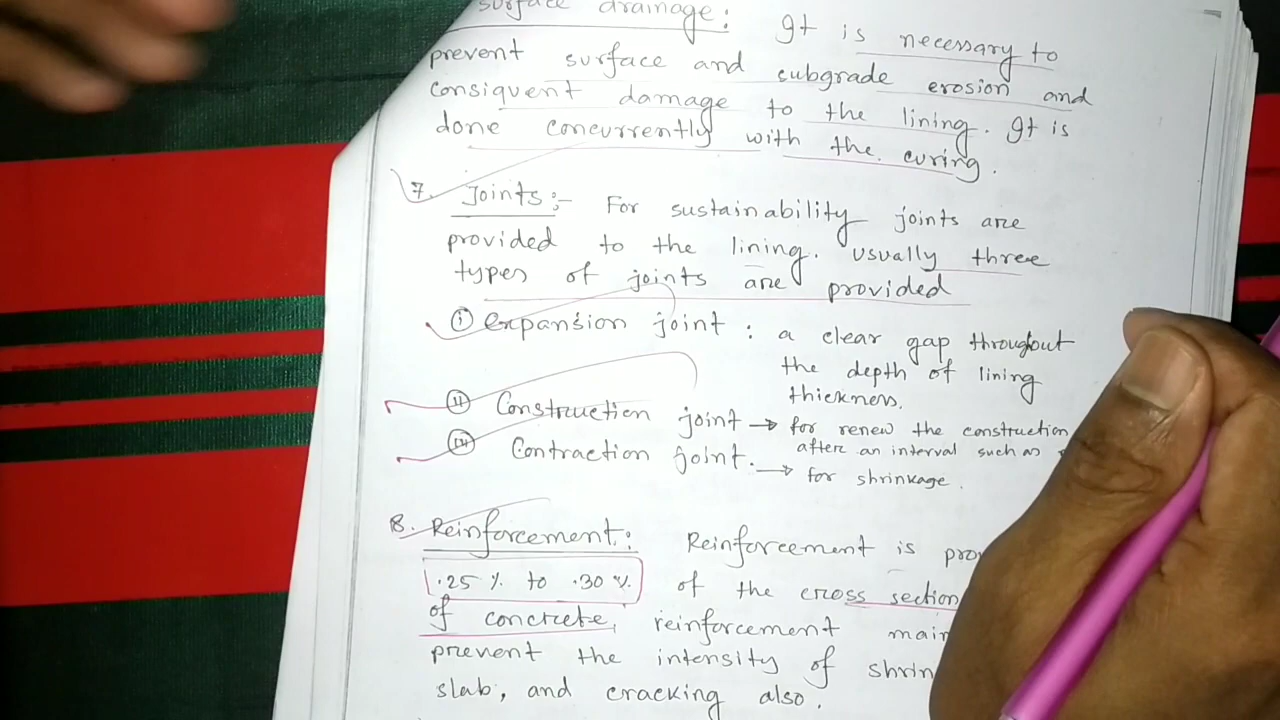 surface drainage: It is necessary to
prevent surface and subgrade erosion and
consiquent damage to the lining. It is
done concurrently with the curing.
7. Joints:- For sustainability joints are
provided to the lining. Usually three
types of joints are provided
(i) Expansion joint : a clear gap throughout
the depth of lining
thickness.
(ii) Construction joint → for renew the construction
after an interval such as
(iii) Contraction joint. → for shrinkage.
8. Reinforcement: Reinforcement is
.25 % to .30 % of the cross section
of concrete, reinforcement
prevent the intensity of
slab, and cracking also.